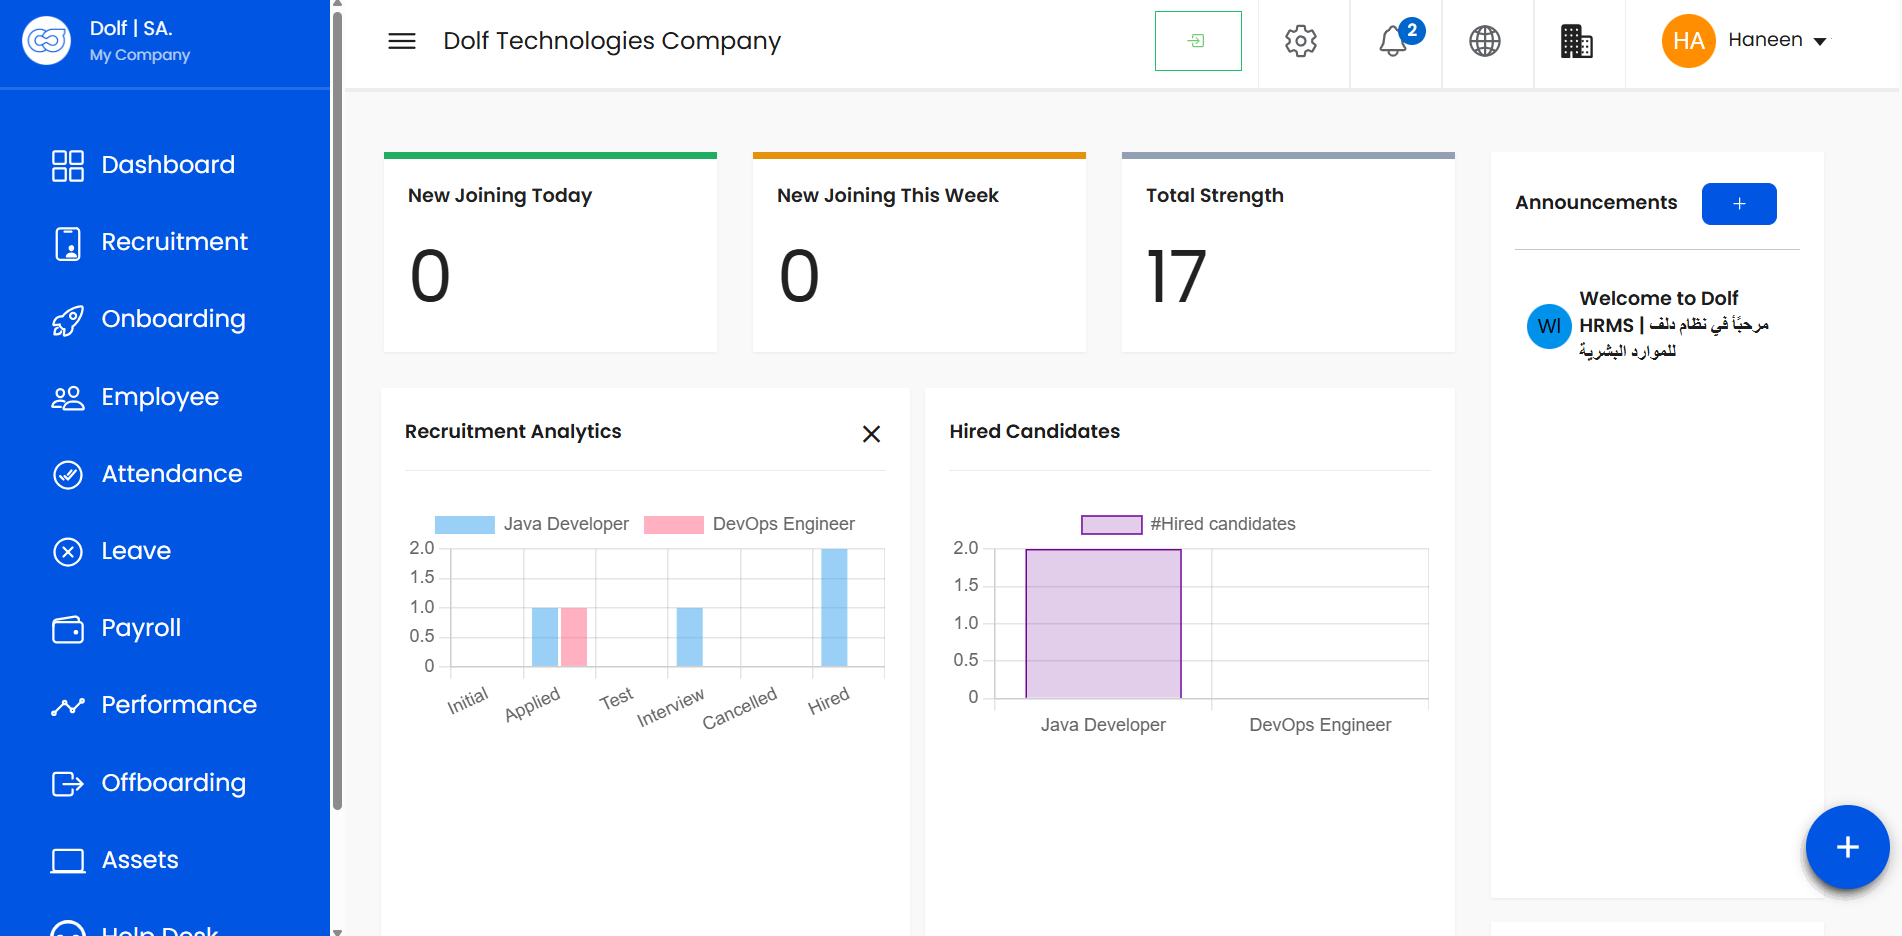 Dolf | SA.
My Company
Dashboard
Recruitment
Onboarding
Employee
Attendance
Leave
Payroll
Performance
Offboarding
Assets
Help Desk
Dolf Technologies Company
2
HA
Haneen
New Joining Today
0
New Joining This Week
0
Total Strength
17
Announcements
+
WI
Welcome to Dolf
HRMS | مرحبًأ في نظام دلف
للموارد البشرية
Recruitment Analytics
Java Developer
DevOps Engineer
2.0
1.5
1.0
0.5
0
Initial
Applied
Test
Interview
Cancelled
Hired
Hired Candidates
#Hired candidates
2.0
1.5
1.0
0.5
0
Java Developer
DevOps Engineer
+